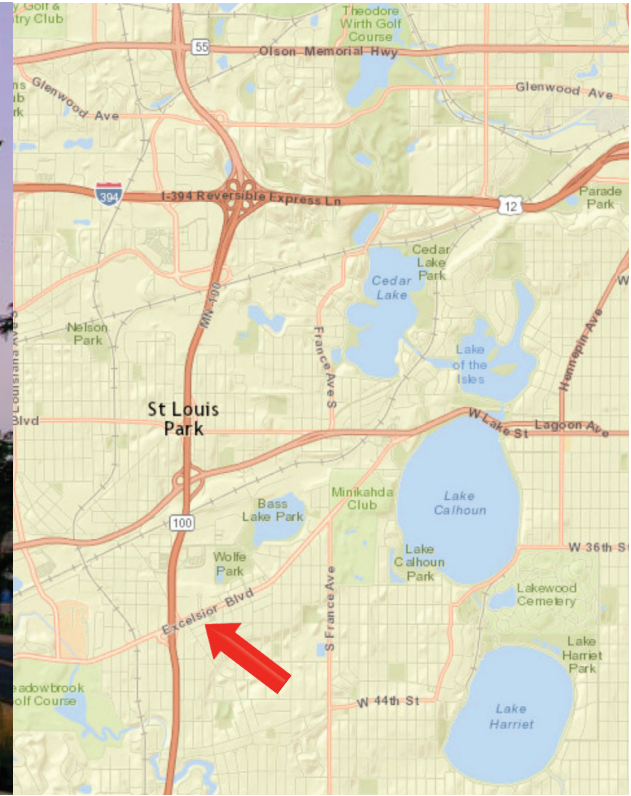 y Golf &
try Club
Theodore
Wirth Golf
Course
55
Olson Memorial Hwy
Glenwood Ave
Glenwood Ave
394
I-394 Reversible Express Ln
12
Parade
Park
Cedar
Lake
Park
Cedar
Lake
MN-100
Nelson
Park
France Ave S
Lake
of the
Isles
Hennepin Ave
Louisiana Ave S
St Louis
Park
Blvd
W Lake St
Lagoon Ave
Minikahda
Club
Bass
Lake Park
Lake
Calhoun
100
W 36th S
Wolfe
Park
Lake
Calhoun
Park
Lakewood
Cemetery
Excelsior Blvd
S France Ave
Lake
Harriet
Park
eadowbrook
olf Course
W 44th St
Lake
Harriet